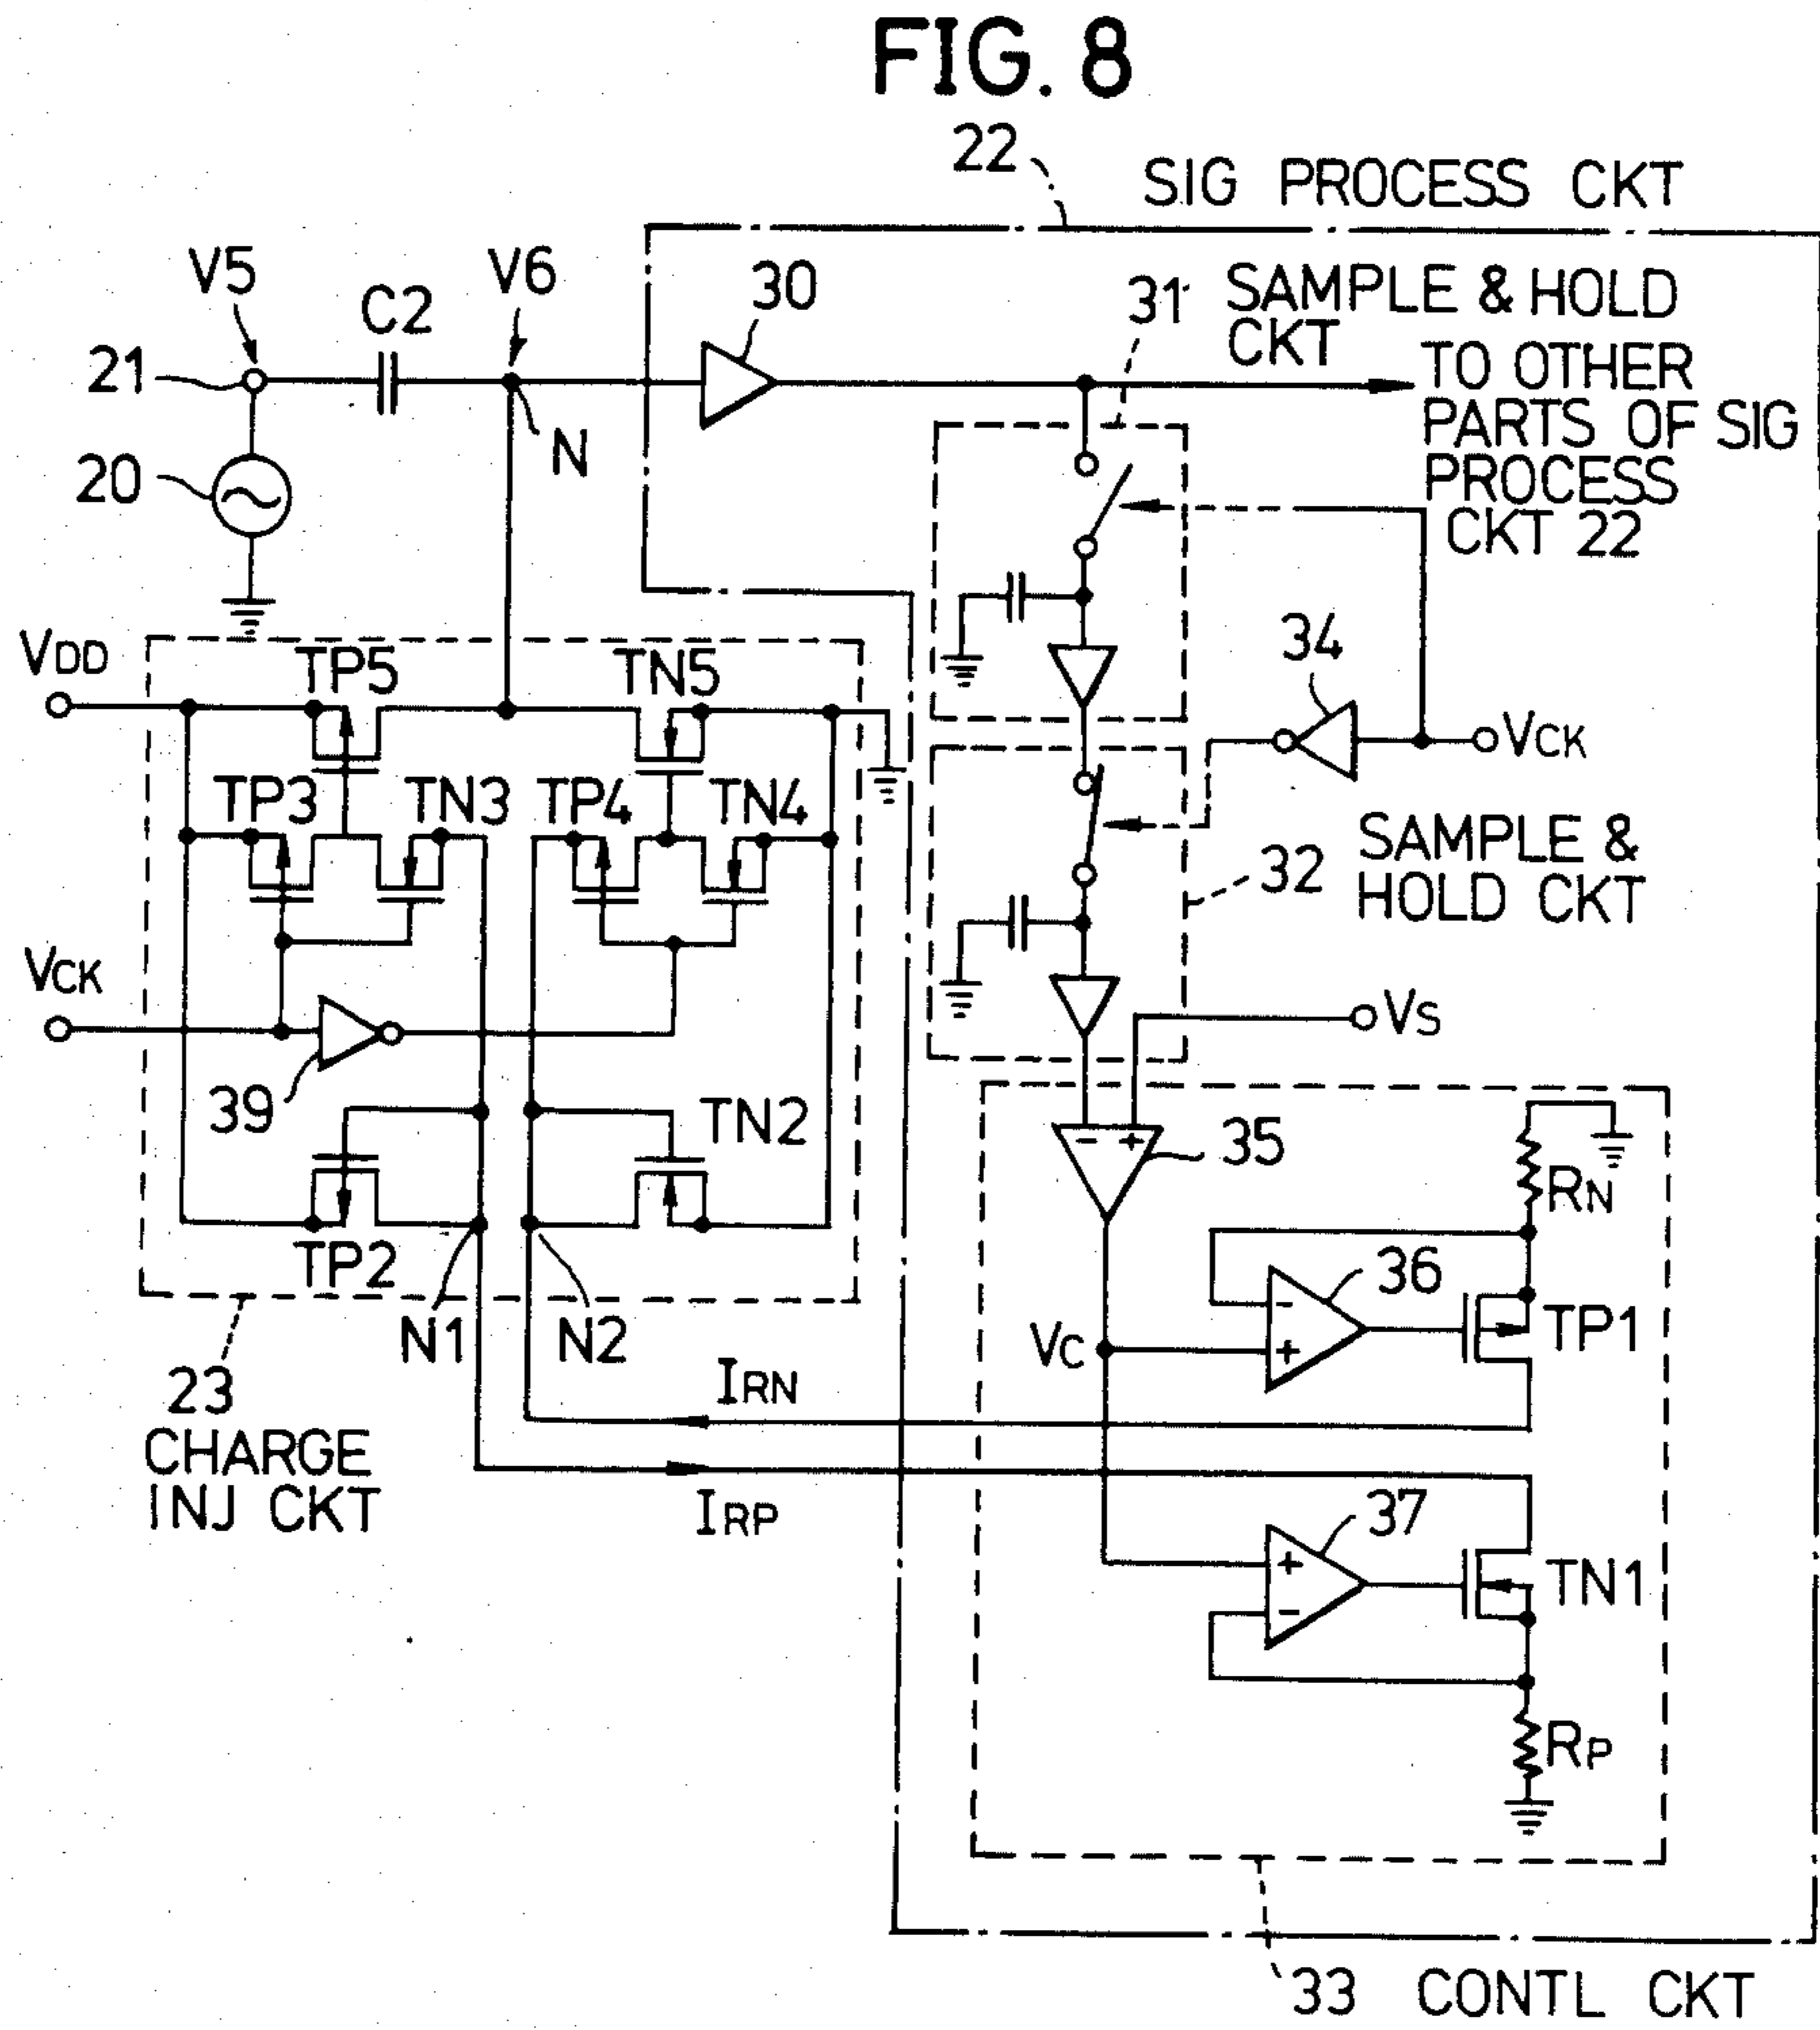 FIG. 8
22
SIG PROCESS CKT
V5
C2
V6
30
31
SAMPLE & HOLD
CKT
21
N
TO OTHER
PARTS OF SIG
PROCESS
CKT 22
20
34
VDD
TP5
TN5
VCK
TP3
TN3
TP4
TN4
32
SAMPLE &
HOLD CKT
VCK
VS
39
TN2
- +
35
RN
TP2
36
-
+
TP1
N1
N2
VC
23
CHARGE
INJ CKT
IRN
IRP
37
+
-
TN1
RP
33 CONTL CKT